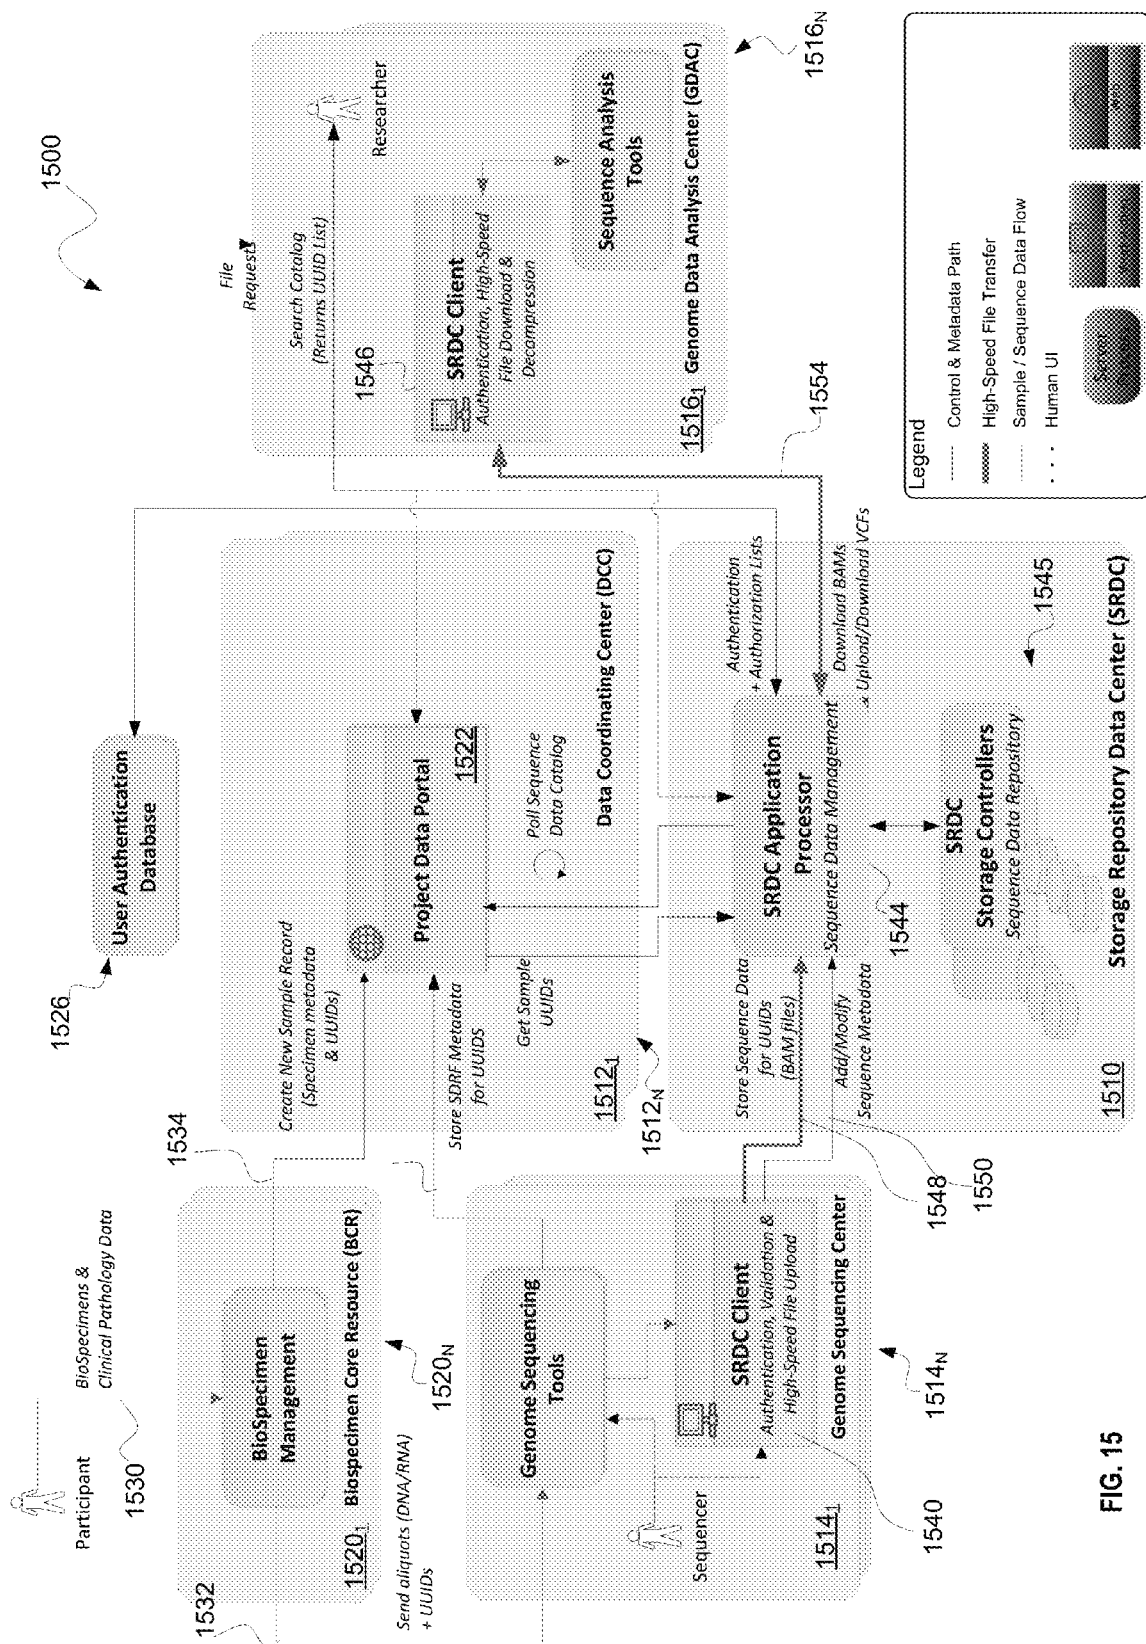 1500
Participant
BioSpecimens &
Clinical Pathology Data
1530
1532
BioSpecimen
Management
Biospecimen Core Resource (BCR)
1520₁
1520N
Send aliquots (DNA/RNA)
+ UUIDs
1534
Create New Sample Record
(Specimen metadata
& UUIDs)
1526
User Authentication
Database
Project Data Portal
1522
Store SDRF Metadata
for UUIDS
Get Sample
UUIDs
Poll Sequence
Data Catalog
Data Coordinating Center (DCC)
1512₁
1512N
File
Requests
Search Catalog
(Returns UUID List)
Researcher
1546
SRDC Client
Authentication, High-Speed
File Download &
Decompression
Sequence Analysis
Tools
1516₁
Genome Data Analysis Center (GDAC)
1516N
1554
Genome Sequencing
Tools
Sequencer
SRDC Client
Authentication, Validation &
High-Speed File Upload
Genome Sequencing Center
1514₁
1514N
1540
1548
1550
Store Sequence Data
for UUIDs
(BAM files)
Add/Modify
Sequence Metadata
Authentication
+ Authorization Lists
SRDC Application
Processor
Sequence Data Management
Download BAMs
Upload/Download VCFs
1544
SRDC
Storage Controllers
Sequence Data Repository
1545
1510
Storage Repository Data Center (SRDC)
Legend
Control & Metadata Path
High-Speed File Transfer
Sample / Sequence Data Flow
Human UI
FIG. 15